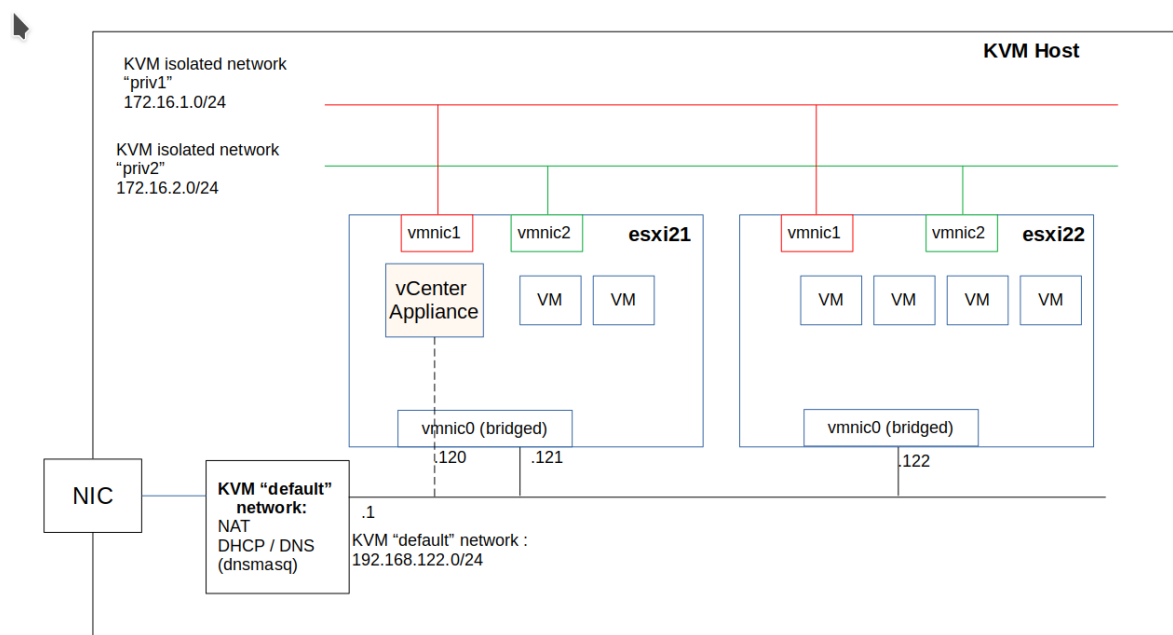 KVM Host
KVM isolated network
“priv1”
172.16.1.0/24
KVM isolated network
“priv2”
172.16.2.0/24
vmnic1
vmnic2
esxi21
vmnic1
vmnic2
esxi22
vCenter
Appliance
VM
VM
VM
VM
VM
VM
vmnic0 (bridged)
vmnic0 (bridged)
.120
.121
.122
NIC
KVM “default”
network:
NAT
DHCP / DNS
(dnsmasq)
.1
KVM “default” network :
192.168.122.0/24